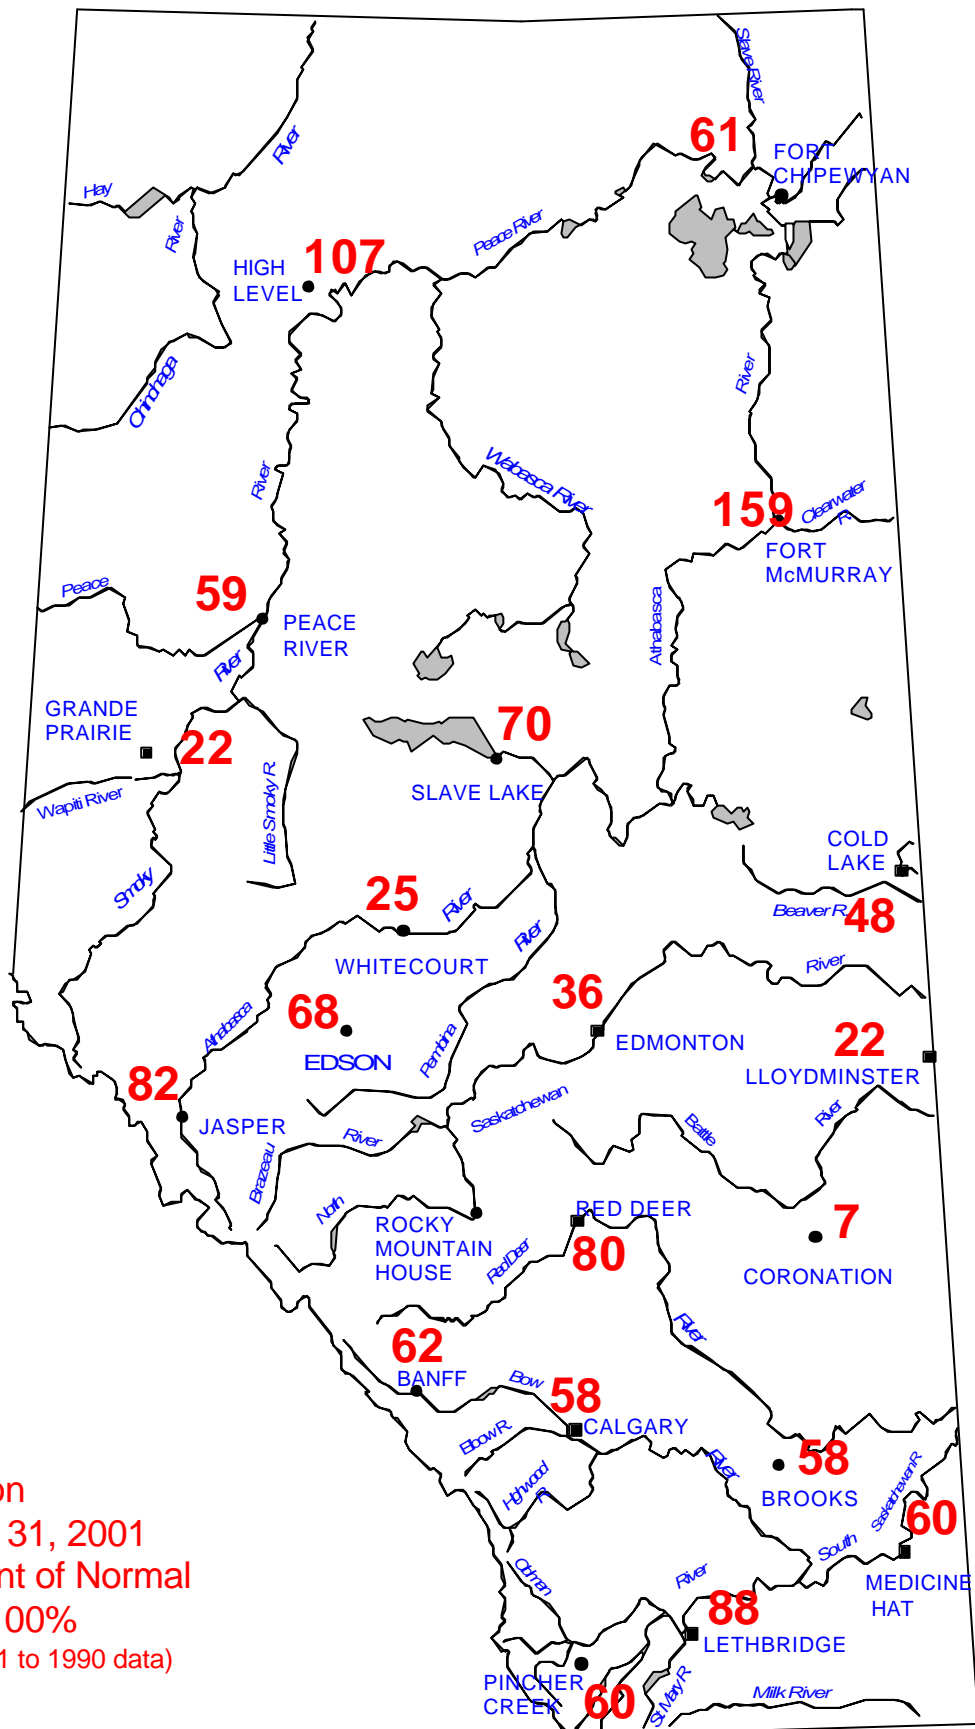 Slave River
61
FORT
CHIPEWYAN
River
Hay
River
Peace River
HIGH
LEVEL
107
Chinchaga
River
River
Wabasca River
159
Clearwater
R.
FORT
McMURRAY
Peace
59
PEACE
RIVER
River
Athabasca
GRANDE
PRAIRIE
22
70
SLAVE LAKE
Wapiti River
Little Smoky R.
COLD
LAKE
Smoky
25
River
Beaver R.
48
River
WHITECOURT
River
36
68
Athabasca
EDSON
Pembina
EDMONTON
22
LLOYDMINSTER
82
JASPER
River
Saskatchewan
Battle
River
Brazeau
North
ROCKY
MOUNTAIN
HOUSE
RED DEER
80
Red Deer
7
CORONATION
River
62
BANFF
Bow
58
CALGARY
Elbow R.
River
58
BROOKS
Highwood
R.
Saskatchewan R.
60
South
MEDICINE
HAT
Oldman
River
88
LETHBRIDGE
PINCHER
CREEK
60
St. Mary R.
Milk River
on
31, 2001
nt of Normal
00%
1 to 1990 data)